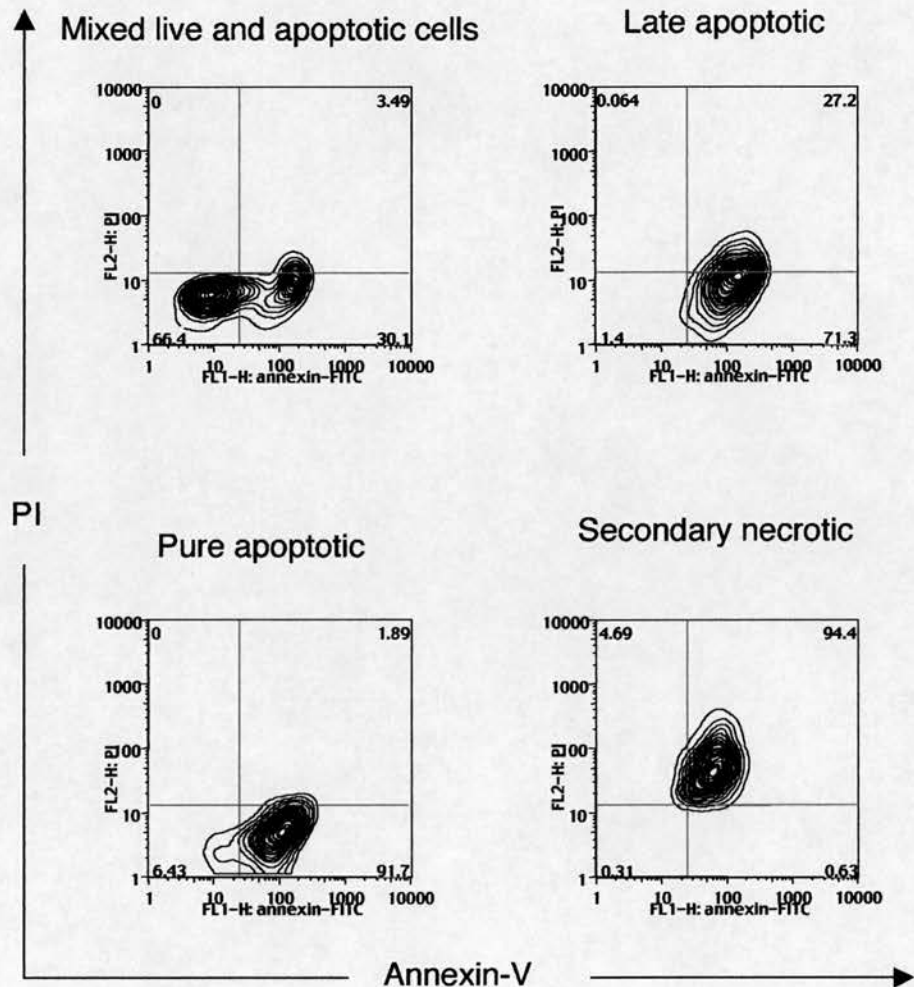 Mixed live and apoptotic cells
10000
0
3.49
1000
100
10
1
FL2-H: PI
66.4
30.1
1 10 100 1000 10000
FL1-H: annexin-FITC
Late apoptotic
10000
0.064
27.2
1000
100
10
1
FL2-H: PI
1.4
71.3
1 10 100 1000 10000
FL1-H: annexin-FITC
PI
Pure apoptotic
10000
0
1.89
1000
100
10
1
FL2-H: PI
6.43
91.7
1 10 100 1000 10000
FL1-H: annexin-FITC
Secondary necrotic
10000
4.69
94.4
1000
100
10
1
FL2-H: PI
0.31
0.63
1 10 100 1000 10000
FL1-H: annexin-FITC
Annexin-V